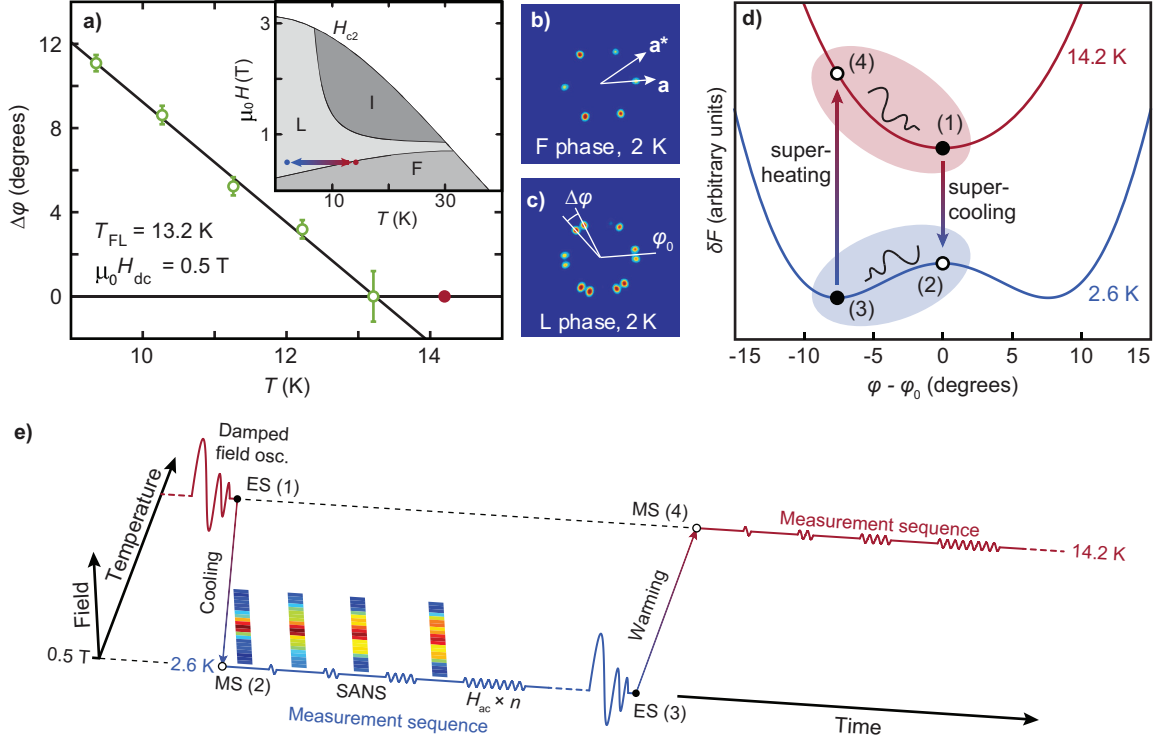 a)
12
8
4
0
Δφ (degrees)
10
12
14
T (K)
T_FL = 13.2 K
μ₀H_dc = 0.5 T
3
1
μ₀H (T)
H_c2
I
L
F
10
30
T (K)
b)
a*
a
F phase, 2 K
c)
Δφ
φ₀
L phase, 2 K
d)
δF (arbitrary units)
14.2 K
(4)
(1)
super-
heating
super-
cooling
(2)
(3)
2.6 K
-15
-10
-5
0
5
10
15
φ - φ₀ (degrees)
e)
Damped
field osc.
ES (1)
Temperature
Field
0.5 T
Cooling
2.6 K
MS (2)
SANS
H_ac × n
Measurement sequence
ES (3)
Warming
MS (4)
Measurement sequence
14.2 K
Time